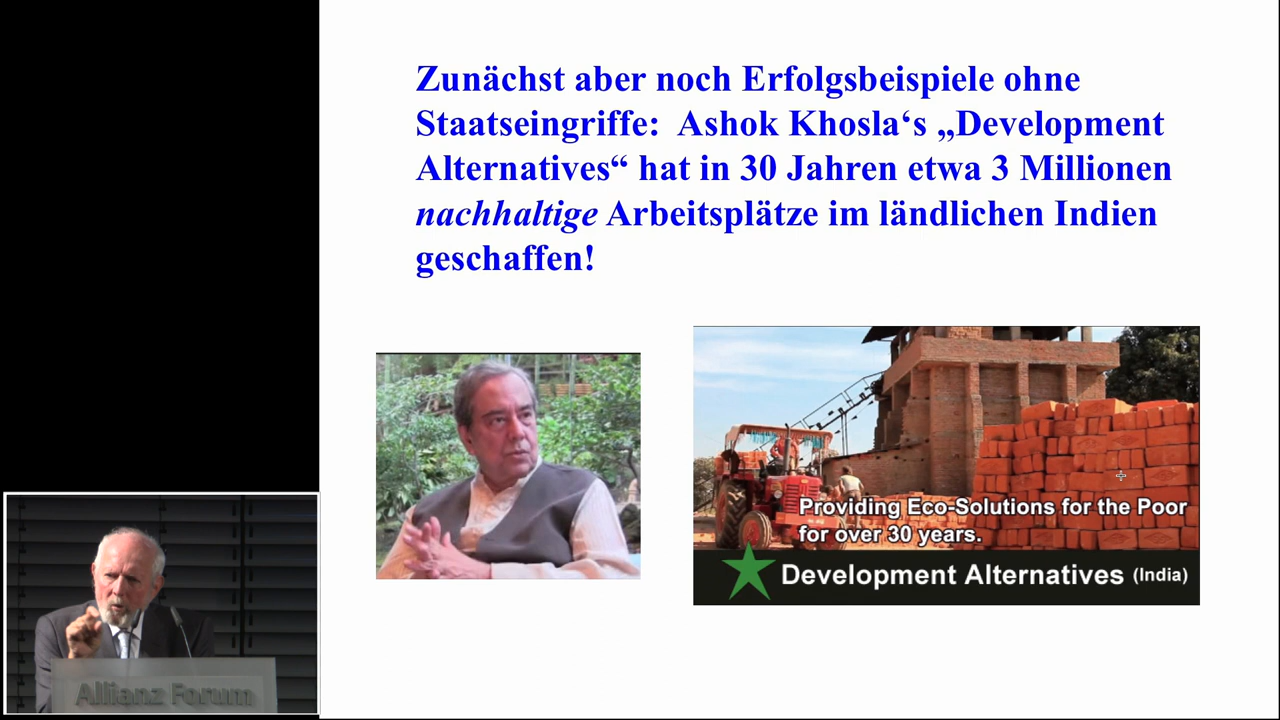 Zunächst aber noch Erfolgsbeispiele ohne
Staatseingriffe:  Ashok Khosla‘s „Development
Alternatives“ hat in 30 Jahren etwa 3 Millionen
nachhaltige Arbeitsplätze im ländlichen Indien
geschaffen!
Providing Eco-Solutions for the Poor
for over 30 years.
Development Alternatives (India)
Allianz Forum